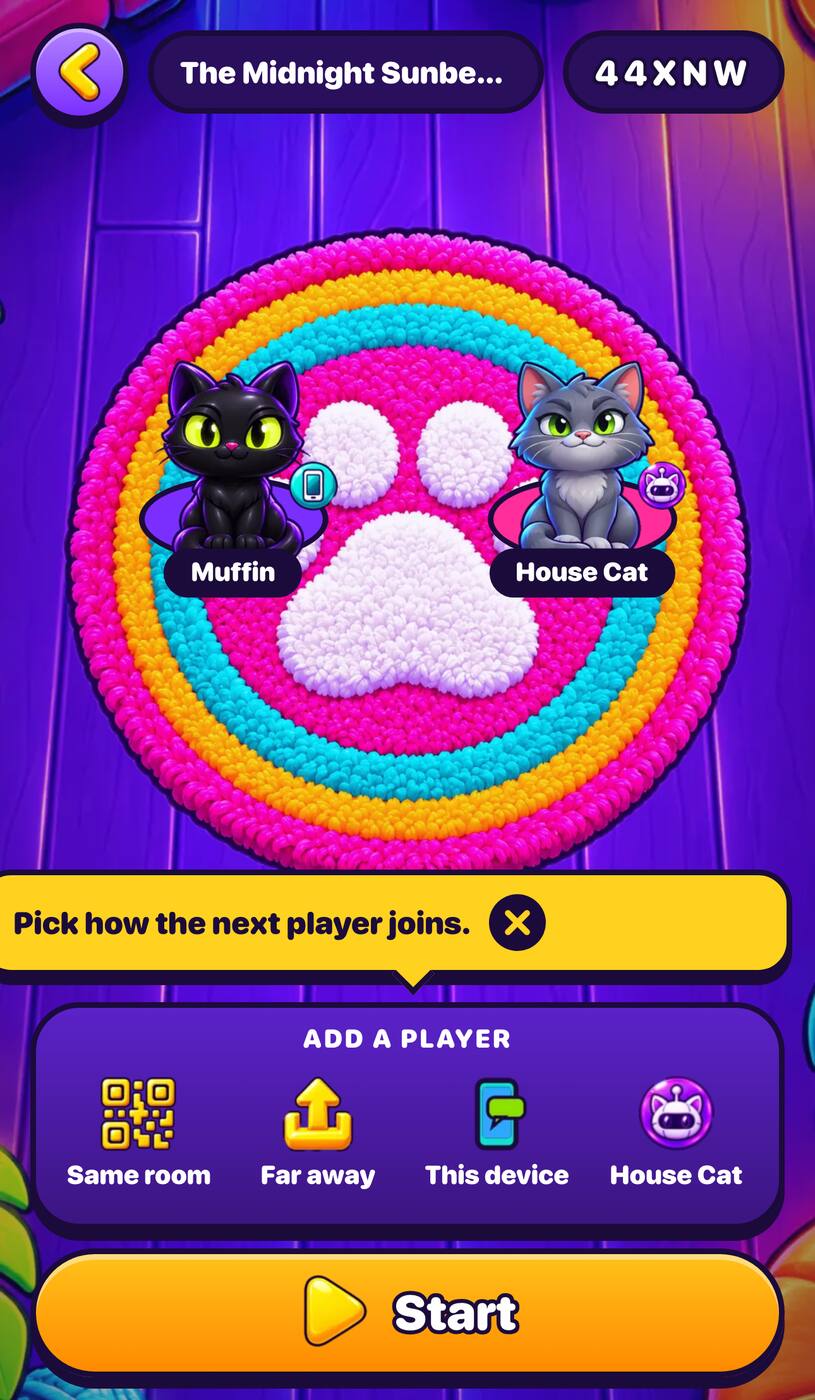 The Midnight Sunbe...
44XNW
Muffin
House Cat
Pick how the next player joins.
ADD A PLAYER
Same room
Far away
This device
House Cat
Start